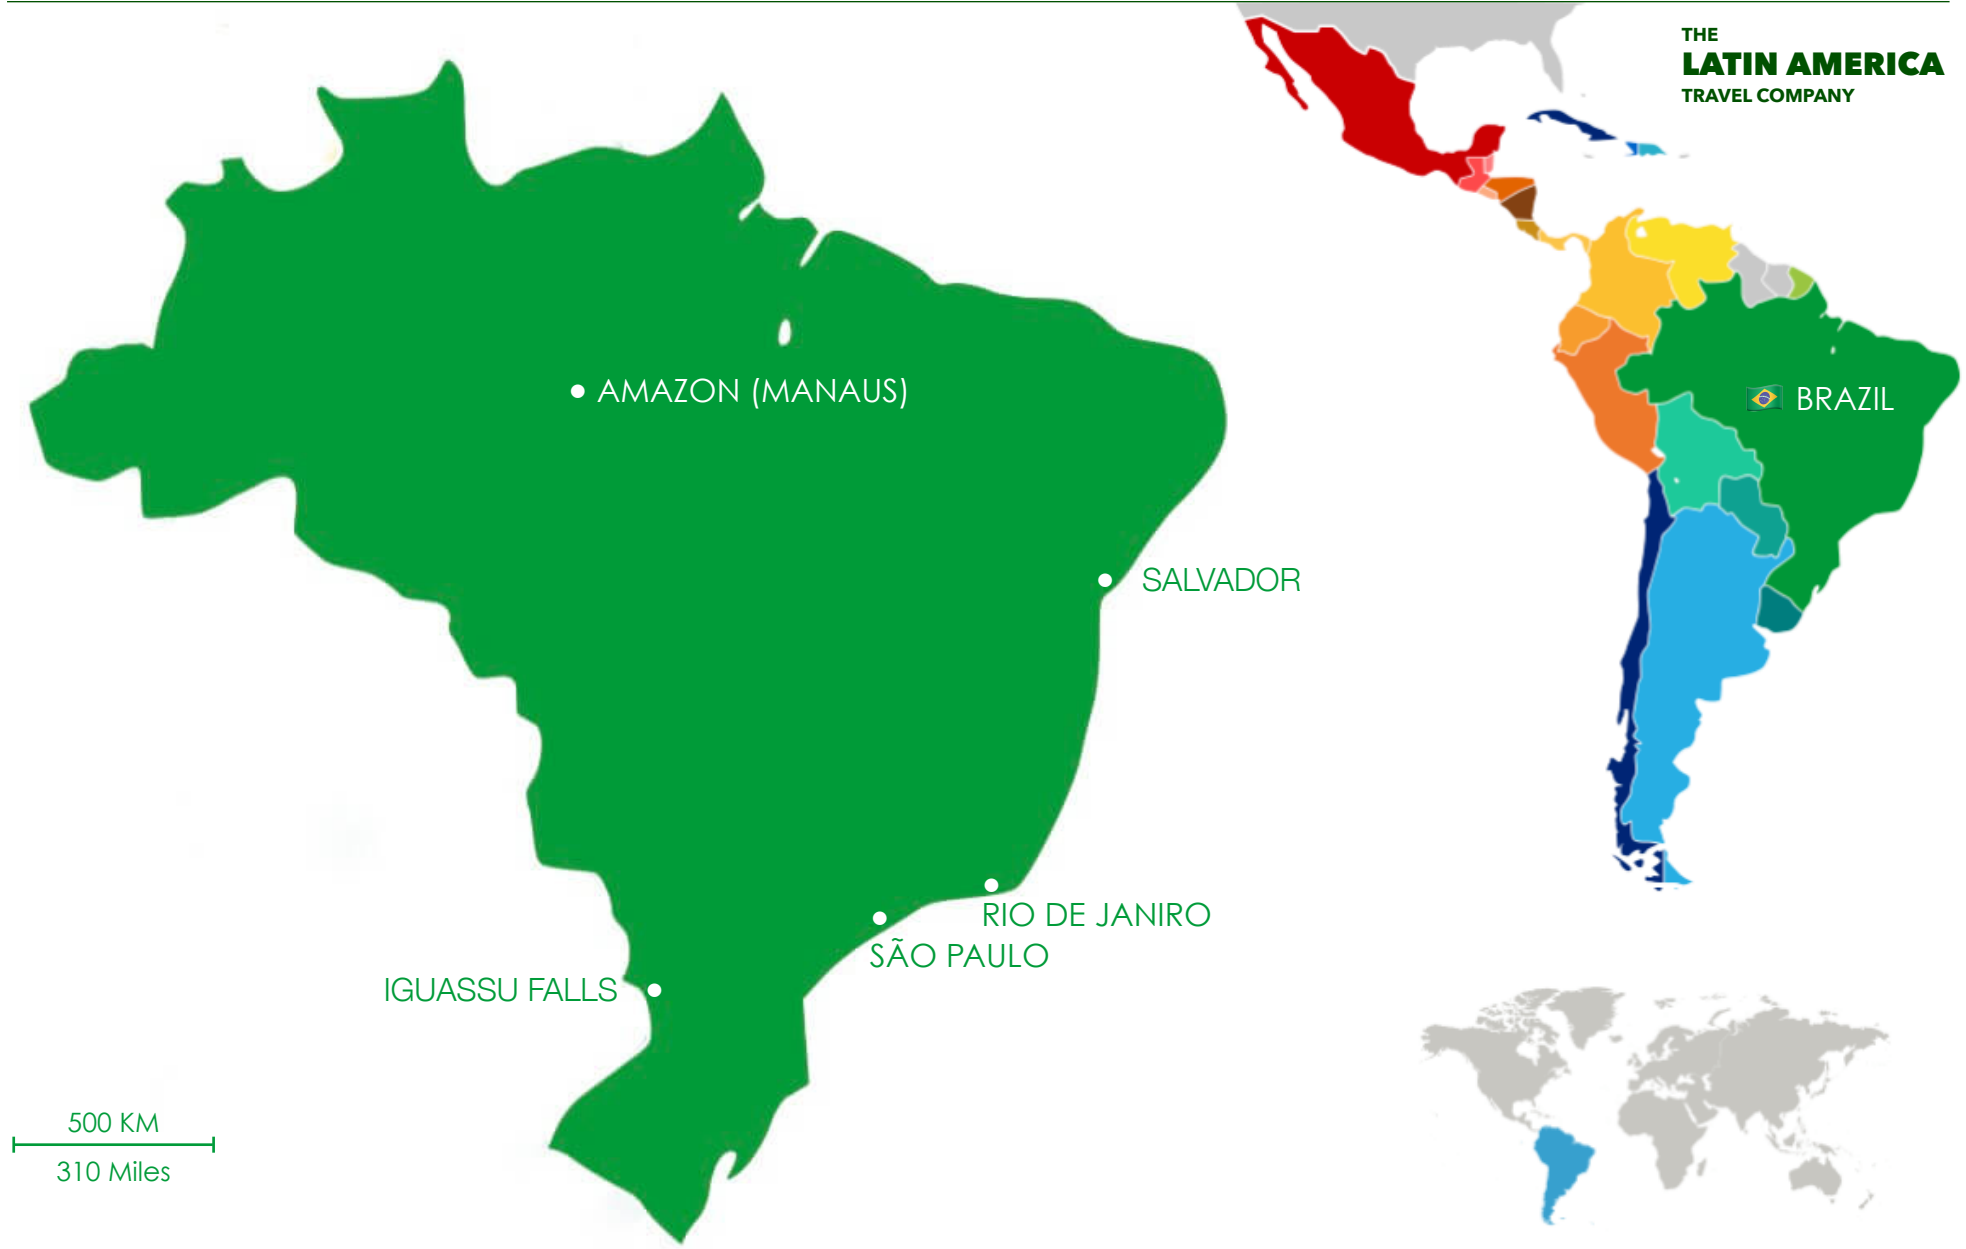 THE
LATIN AMERICA
TRAVEL COMPANY
AMAZON (MANAUS)
BRAZIL
SALVADOR
RIO DE JANIRO
SÃO PAULO
IGUASSU FALLS
500 KM
310 Miles